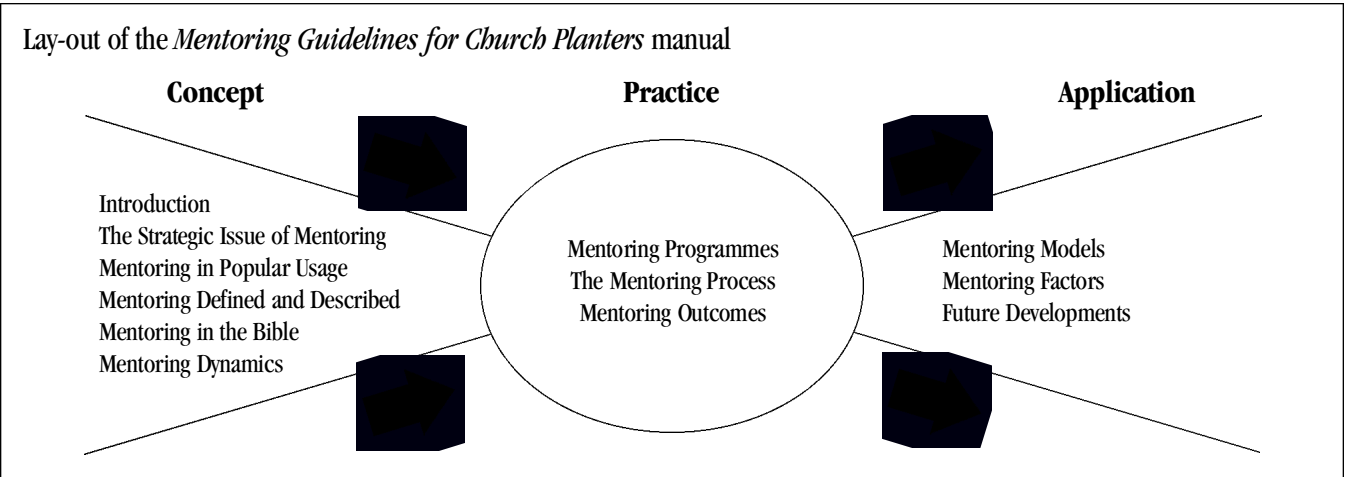 Lay-out of the Mentoring Guidelines for Church Planters manual
Concept
Practice
Application
Introduction
The Strategic Issue of Mentoring
Mentoring in Popular Usage
Mentoring Defined and Described
Mentoring in the Bible
Mentoring Dynamics
Mentoring Programmes
The Mentoring Process
Mentoring Outcomes
Mentoring Models
Mentoring Factors
Future Developments